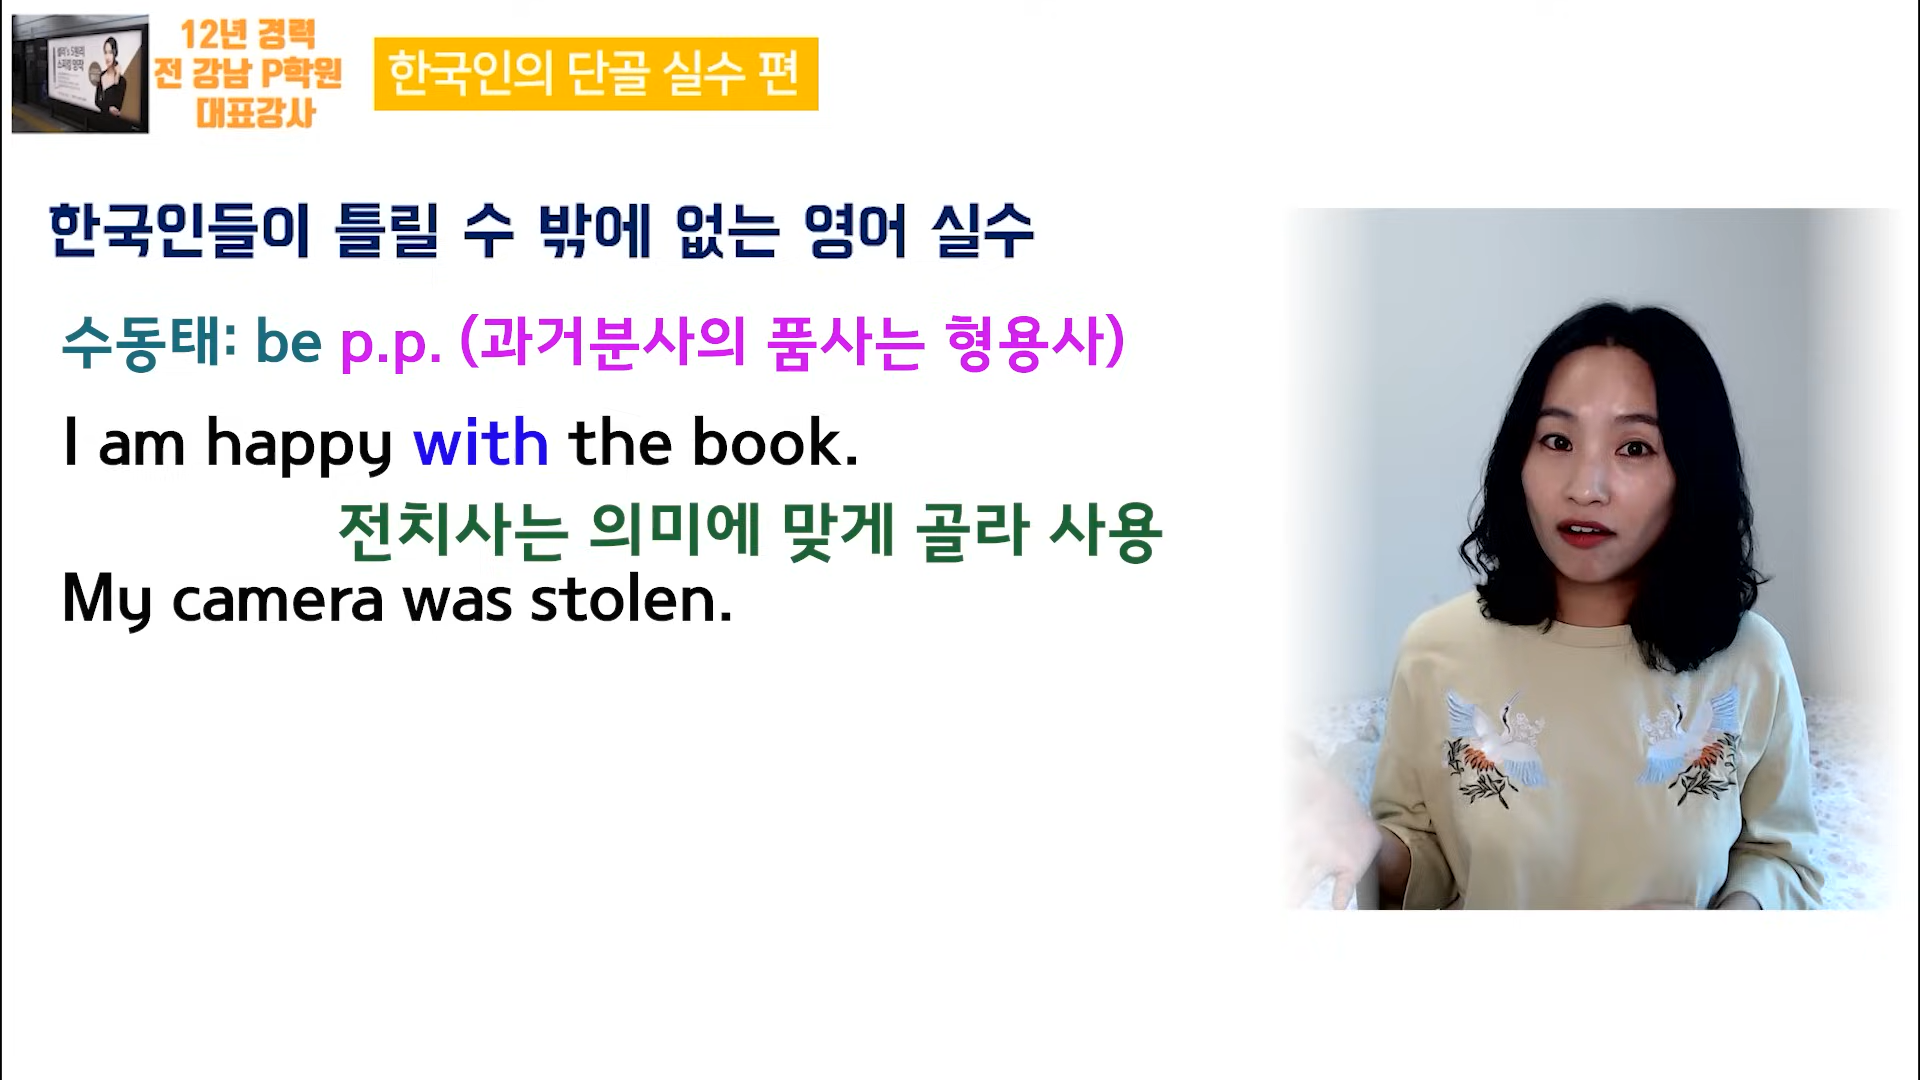 12년 경력
전 강남 P학원
대표강사
한국인의 단골 실수 편
한국인들이 틀릴 수 밖에 없는 영어 실수
수동태: be p.p. (과거분사의 품사는 형용사)
I am happy with the book.
전치사는 의미에 맞게 골라 사용
My camera was stolen.